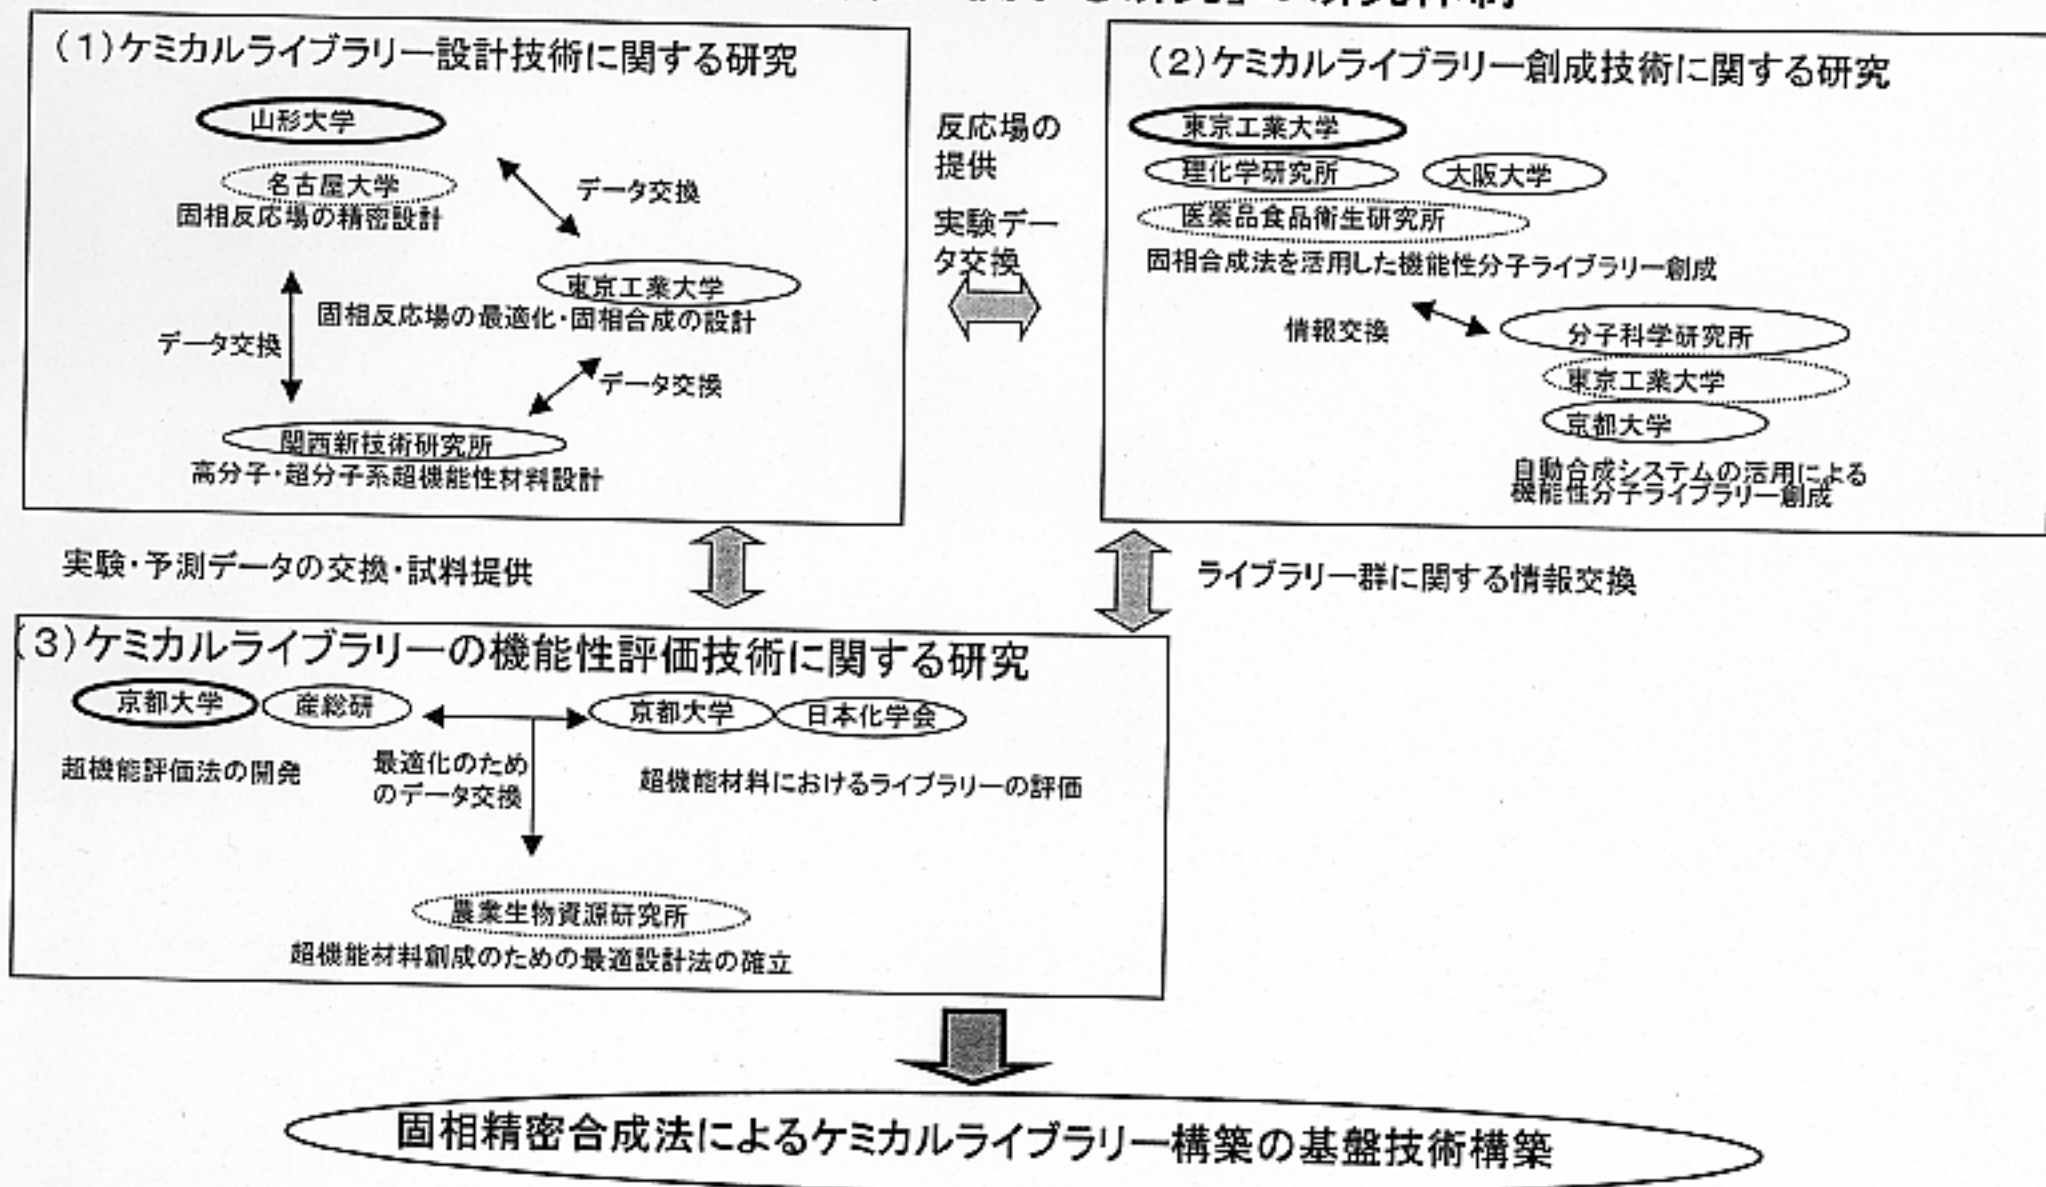 研究体制
(1)ケミカルライブラリー設計技術に関する研究
山形大学
名古屋大学
固相反応場の精密設計
データ交換
東京工業大学
固相反応場の最適化・固相合成の設計
データ交換
データ交換
関西新技術研究所
高分子・超分子系超機能性材料設計
反応場の
提供
実験デー
タ交換
(2)ケミカルライブラリー創成技術に関する研究
東京工業大学
理化学研究所
大阪大学
医薬品食品衛生研究所
固相合成法を活用した機能性分子ライブラリー創成
情報交換
分子科学研究所
東京工業大学
京都大学
自動合成システムの活用による
機能性分子ライブラリー創成
実験・予測データの交換・試料提供
ライブラリー群に関する情報交換
(3)ケミカルライブラリーの機能性評価技術に関する研究
京都大学
産総研
京都大学
日本化学会
超機能評価法の開発
最適化のため
のデータ交換
超機能材料におけるライブラリーの評価
農業生物資源研究所
超機能材料創成のための最適設計法の確立
固相精密合成法によるケミカルライブラリー構築の基盤技術構築